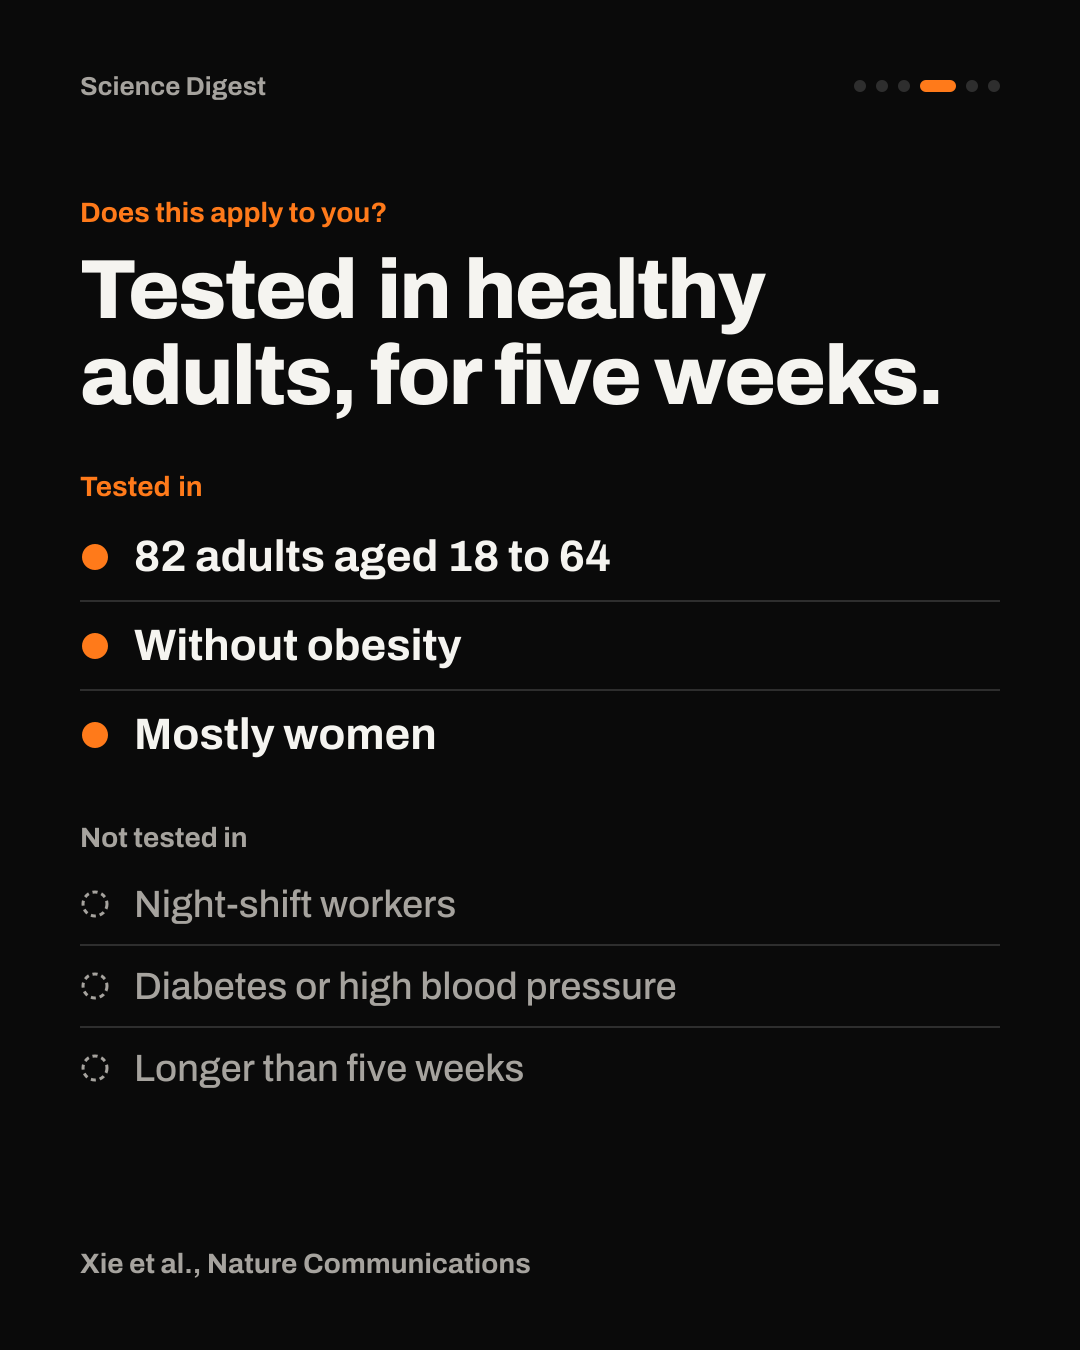 Science Digest
Does this apply to you?
Tested in healthy
adults, for five weeks.
Tested in
82 adults aged 18 to 64
Without obesity
Mostly women
Not tested in
Night-shift workers
Diabetes or high blood pressure
Longer than five weeks
Xie et al., Nature Communications